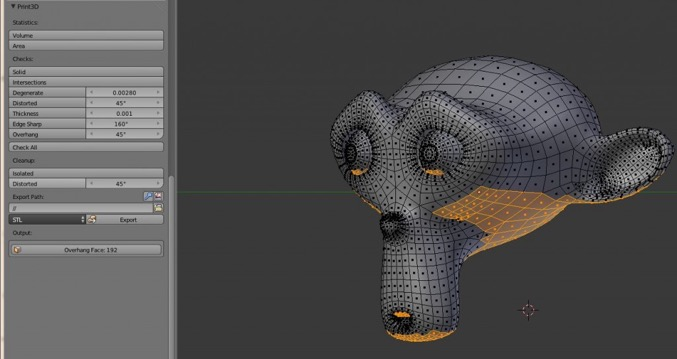 Print3D
Statistics:
Volume
Area
Checks:
Solid
Intersections
Degenerate 0.00280
Distorted 45°
Thickness 0.001
Edge Sharp 160°
Overhang 45°
Check All
Cleanup:
Isolated
Distorted 45°
Export Path:
//
STL Export
Output:
Overhang Face: 192